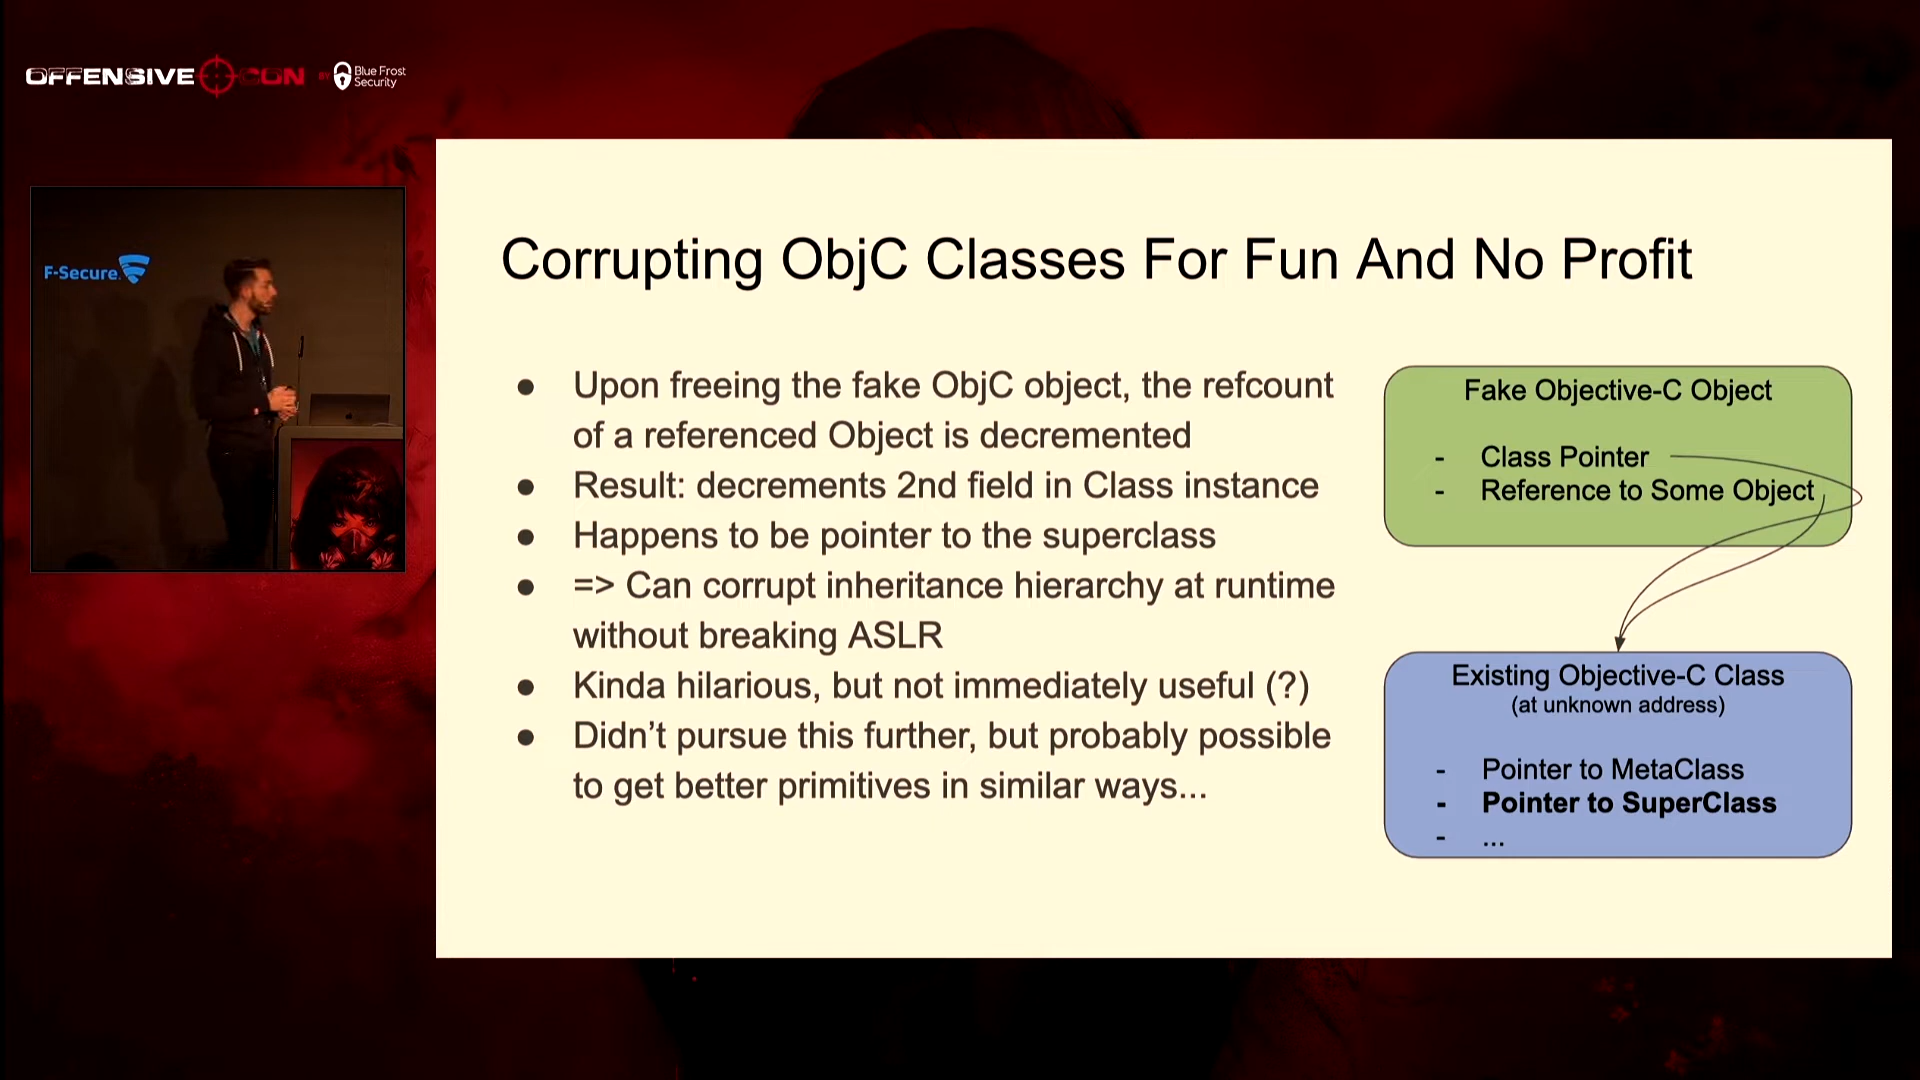 OFFENSIVE CON BY Blue Frost
Security
F-Secure.
Corrupting ObjC Classes For Fun And No Profit
● Upon freeing the fake ObjC object, the refcount
of a referenced Object is decremented
● Result: decrements 2nd field in Class instance
● Happens to be pointer to the superclass
● => Can corrupt inheritance hierarchy at runtime
without breaking ASLR
● Kinda hilarious, but not immediately useful (?)
● Didn’t pursue this further, but probably possible
to get better primitives in similar ways...
Fake Objective-C Object
- Class Pointer
- Reference to Some Object
Existing Objective-C Class
(at unknown address)
- Pointer to MetaClass
- Pointer to SuperClass
- ...